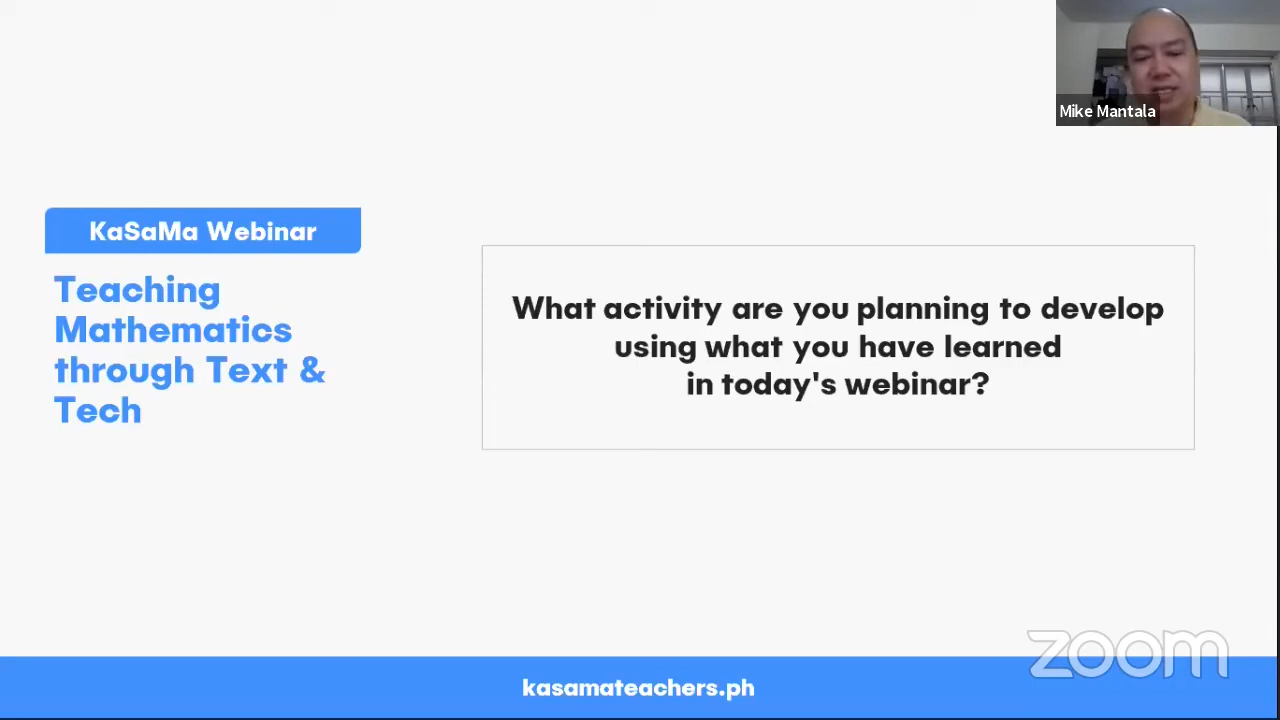 Mike Mantala
KaSaMa Webinar
Teaching
Mathematics
through Text &
Tech
What activity are you planning to develop
using what you have learned
in today's webinar?
zoom
kasamateachers.ph